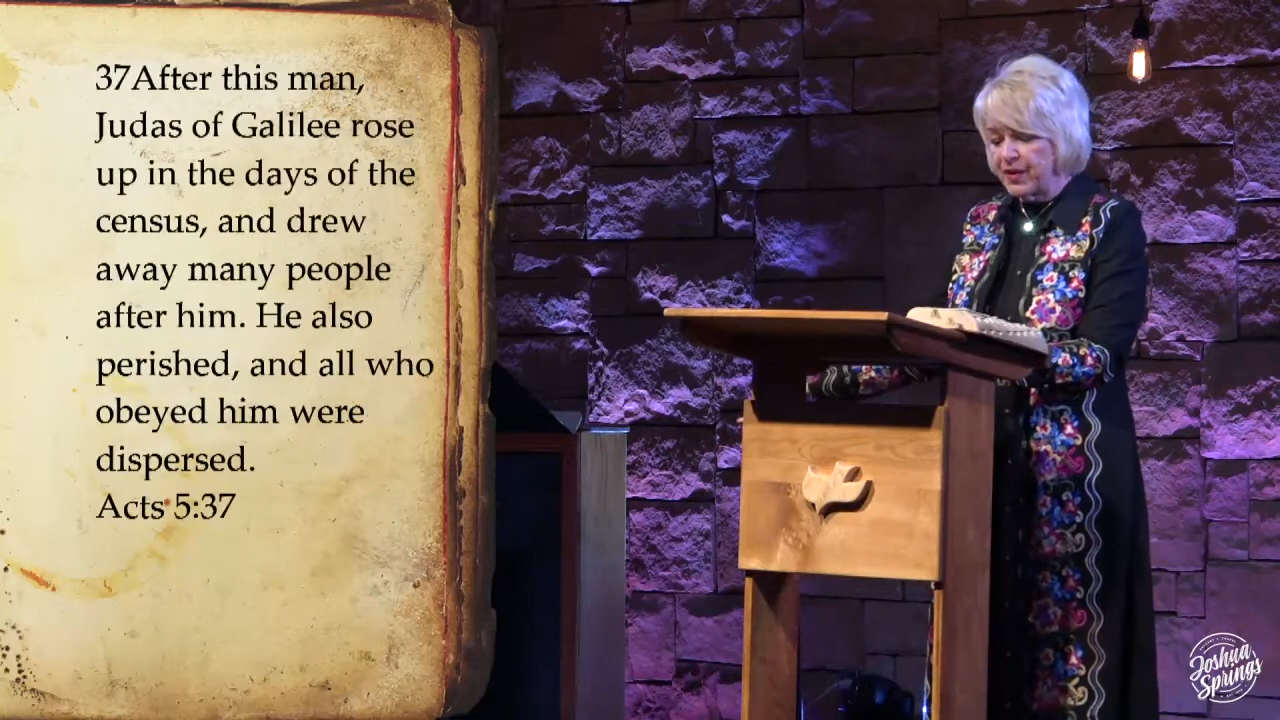 37After this man,
Judas of Galilee rose
up in the days of the
census, and drew
away many people
after him. He also
perished, and all who
obeyed him were
dispersed.
Acts 5:37
Joshua
Springs